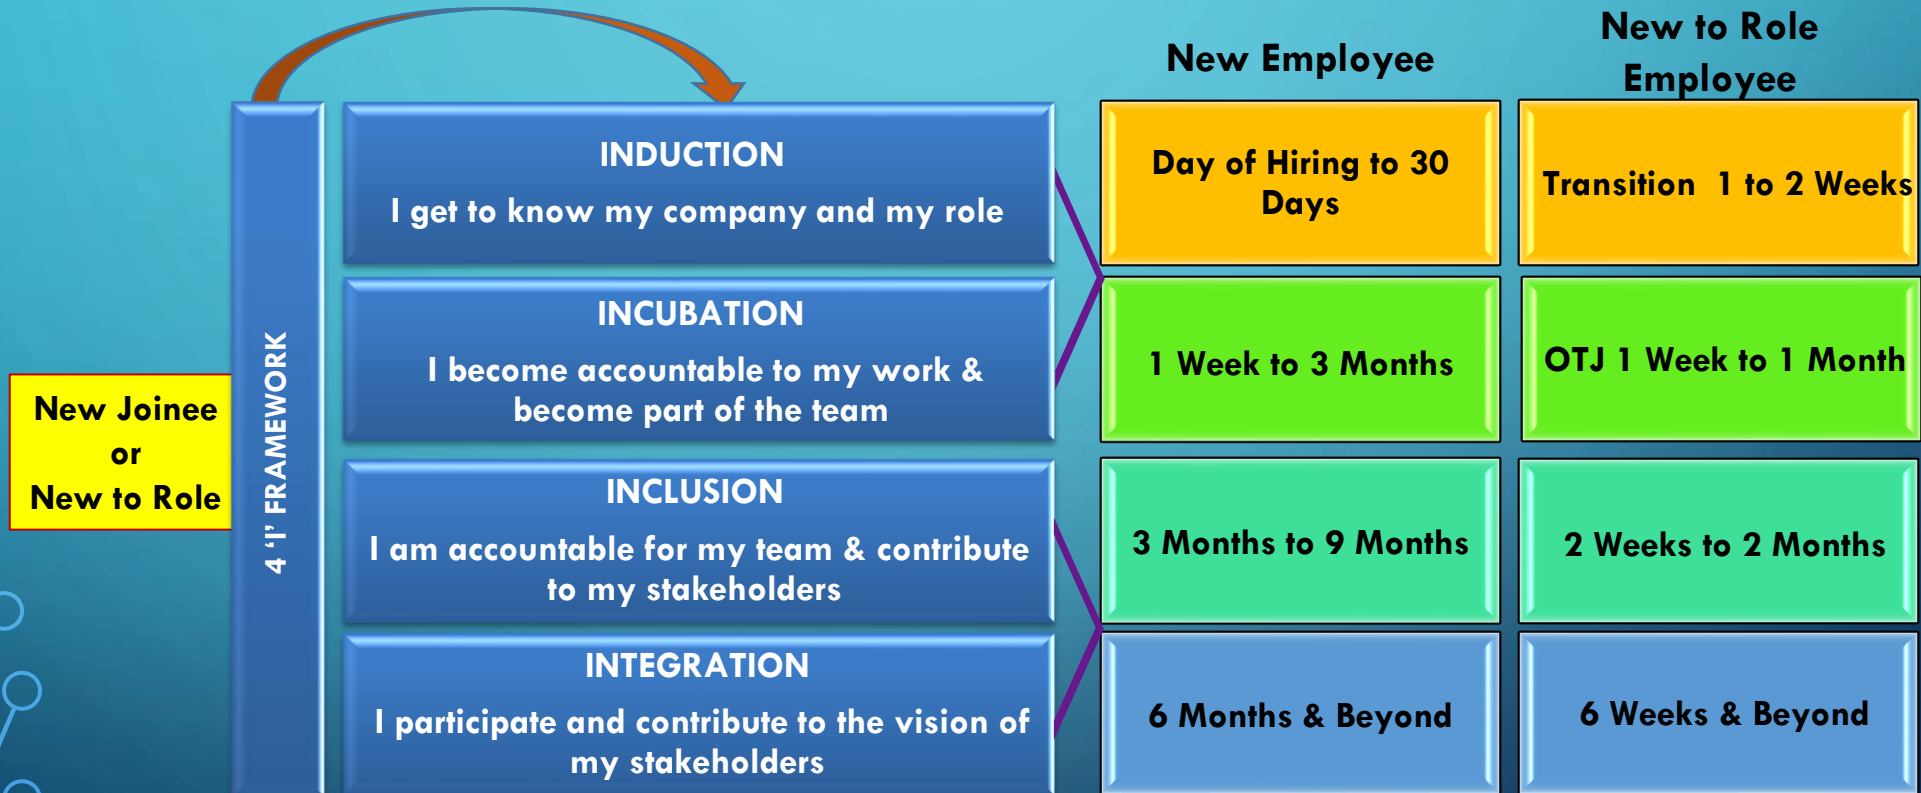 New Employee
New to Role
Employee
New Joinee
or
New to Role
4 ‘I’ FRAMEWORK
INDUCTION
I get to know my company and my role
Day of Hiring to 30
Days
Transition 1 to 2 Weeks
INCUBATION
I become accountable to my work &
become part of the team
1 Week to 3 Months
OTJ 1 Week to 1 Month
INCLUSION
I am accountable for my team & contribute
to my stakeholders
3 Months to 9 Months
2 Weeks to 2 Months
INTEGRATION
I participate and contribute to the vision of
my stakeholders
6 Months & Beyond
6 Weeks & Beyond